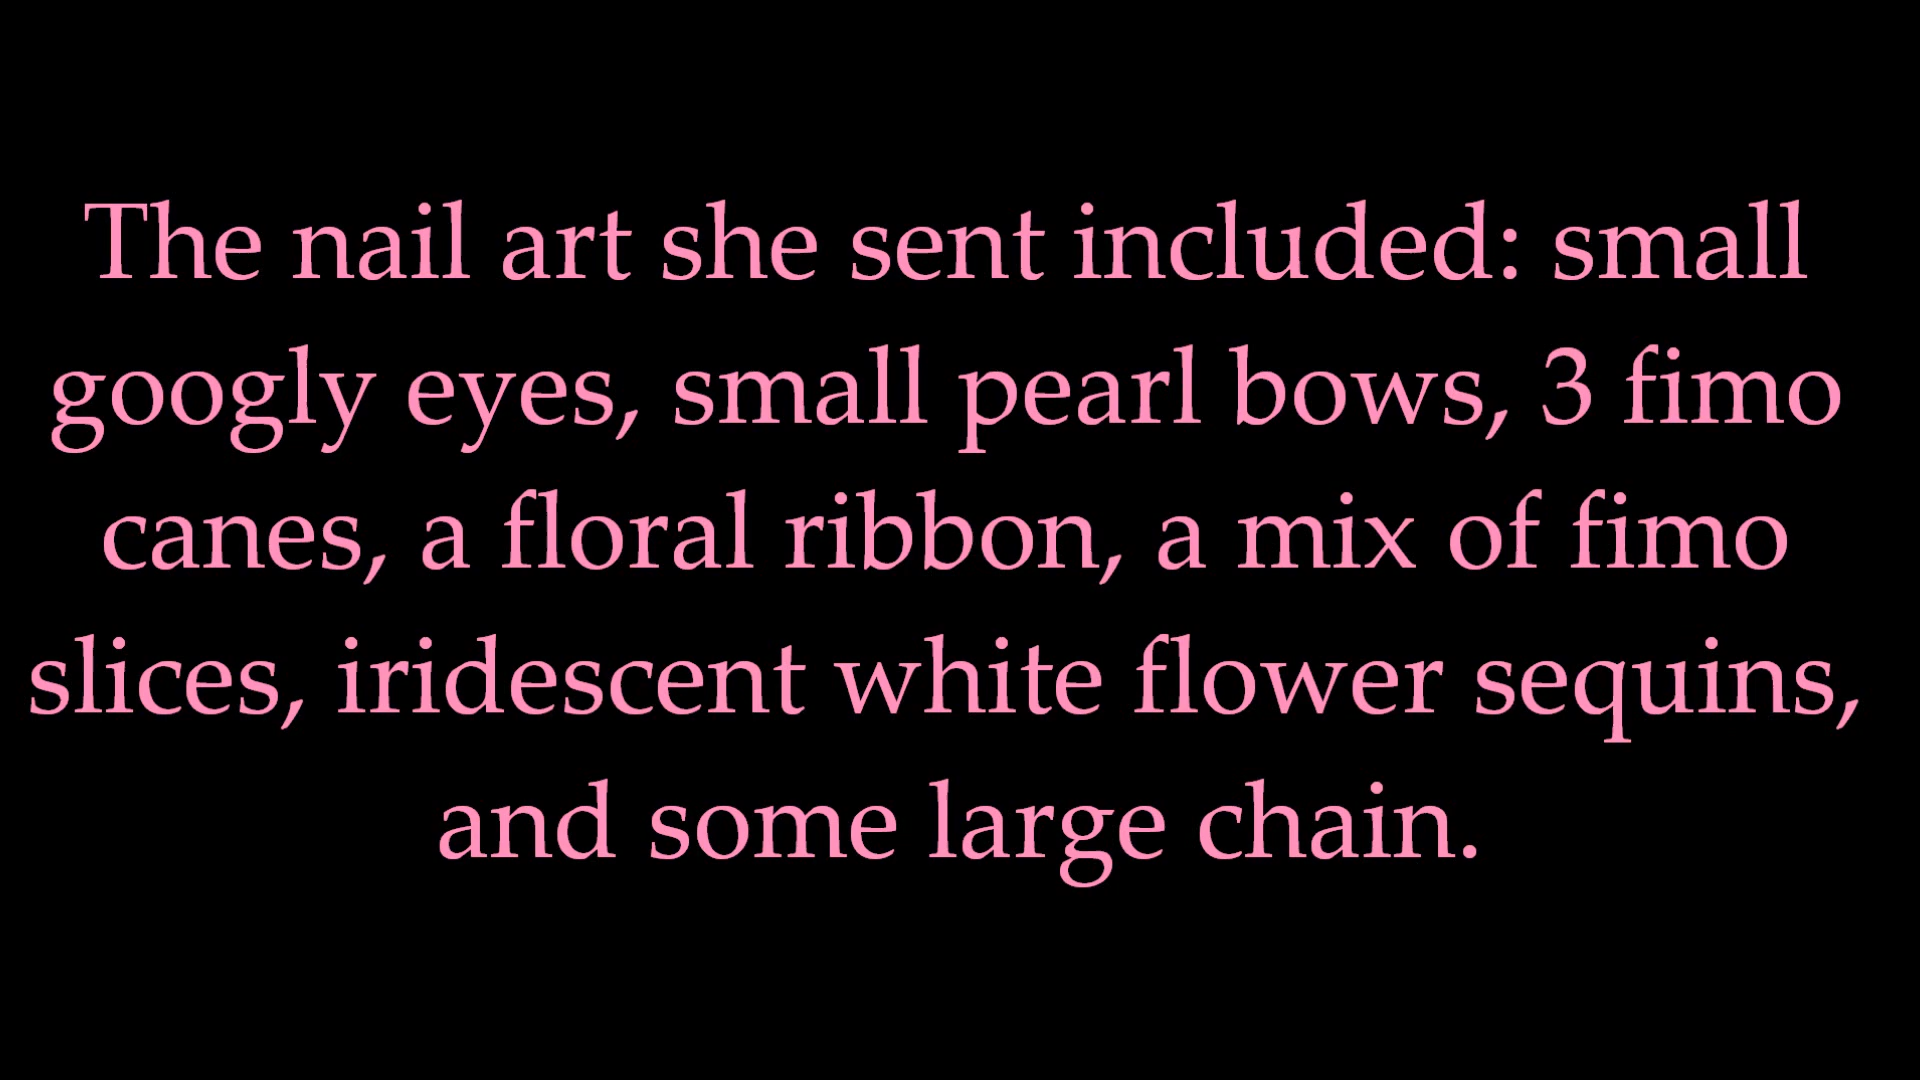 The nail art she sent included: small
googly eyes, small pearl bows, 3 fimo
canes, a floral ribbon, a mix of fimo
slices, iridescent white flower sequins,
and some large chain.